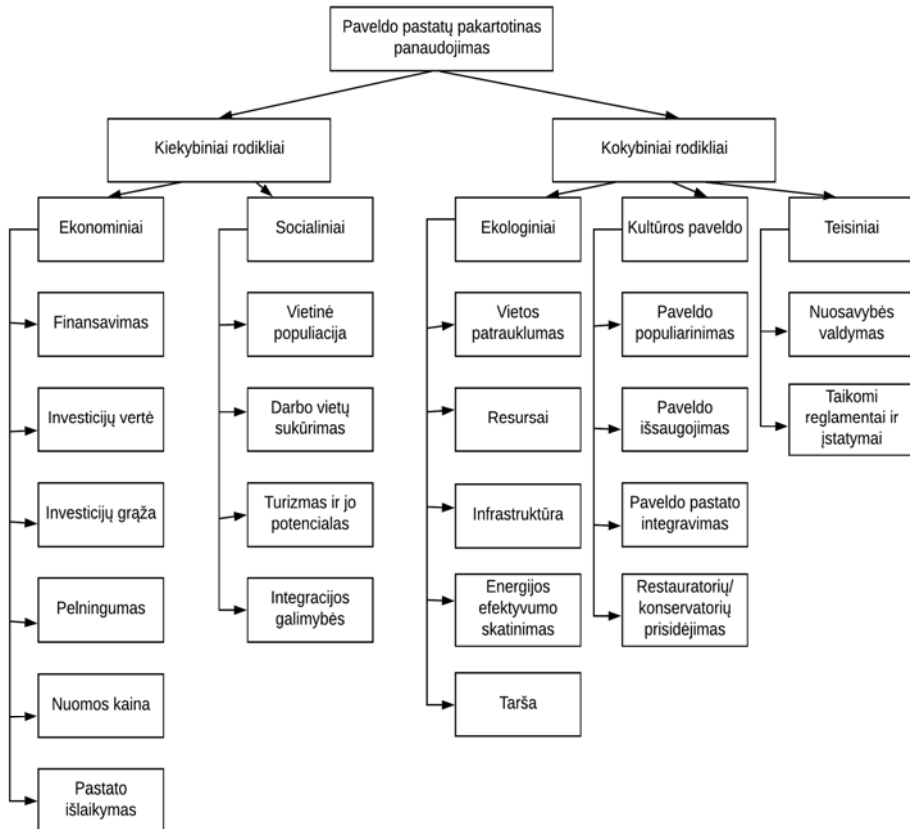 Paveldo pastatų pakartotinas
panaudojimas
Kiekybiniai rodikliai
Kokybiniai rodikliai
Ekonominiai
Socialiniai
Ekologiniai
Kultūros paveldo
Teisiniai
Finansavimas
Vietinė
populiacija
Vietos
patrauklumas
Paveldo
populiarinimas
Nuosavybės
valdymas
Investicijų vertė
Darbo vietų
sukūrimas
Resursai
Paveldo
išsaugojimas
Taikomi
reglamentai ir
įstatymai
Investicijų grąža
Turizmas ir jo
potencialas
Infrastruktūra
Paveldo pastato
integravimas
Pelningumas
Integracijos
galimybės
Energijos
efektyvumo
skatinimas
Restauratorių/
konservatorių
prisidėjimas
Nuomos kaina
Tarša
Pastato
išlaikymas